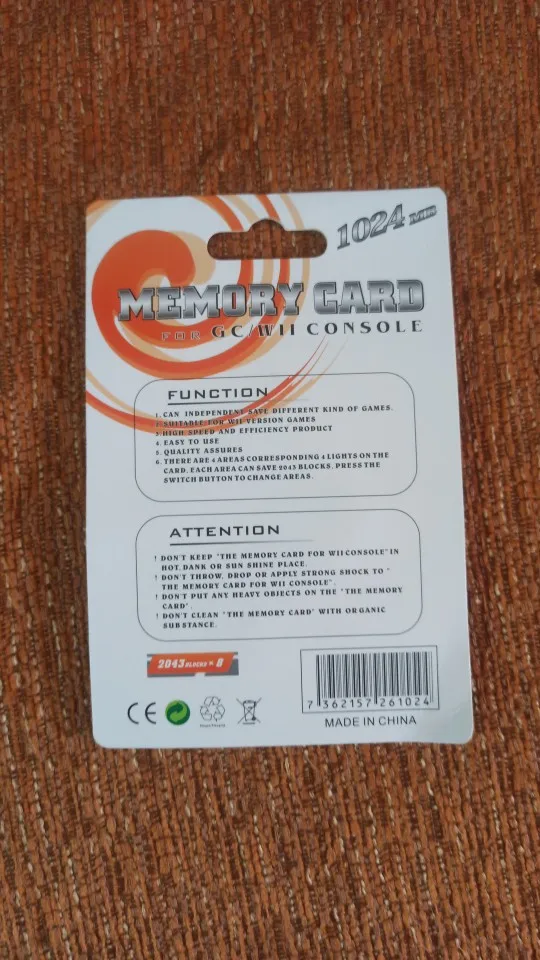 1024 MB
MEMORY CARD
FOR GC/WII CONSOLE
FUNCTION
1. CAN INDEPENDENT SAVE DIFFERENT KIND OF GAMES.
2. SUITABLE FOR WII VERSION GAMES
3. HIGH SPEED AND EFFICIENCY PRODUCT
4. EASY TO USE
5. QUALITY ASSURES
6. THERE ARE 4 AREAS CORRESPONDING 4 LIGHTS ON THE
CARD. EACH AREA CAN SAVE 2043 BLOCKS, PRESS THE
SWITCH BUTTON TO CHANGE AREAS.
ATTENTION
! DON'T KEEP "THE MEMORY CARD FOR WII CONSOLE" IN
HOT, DANK OR SUN SHINE PLACE.
! DON'T THROW, DROP OR APPLY STRONG SHOCK TO "
THE MEMORY CARD FOR WII CONSOLE".
! DON'T PUT ANY HEAVY OBJECTS ON THE "THE MEMORY
CARD".
! DON'T CLEAN "THE MEMORY CARD" WITH ORGANIC
SUBSTANCE.
2043 BLOCKS * 8
7 362157 261024
CE
MADE IN CHINA